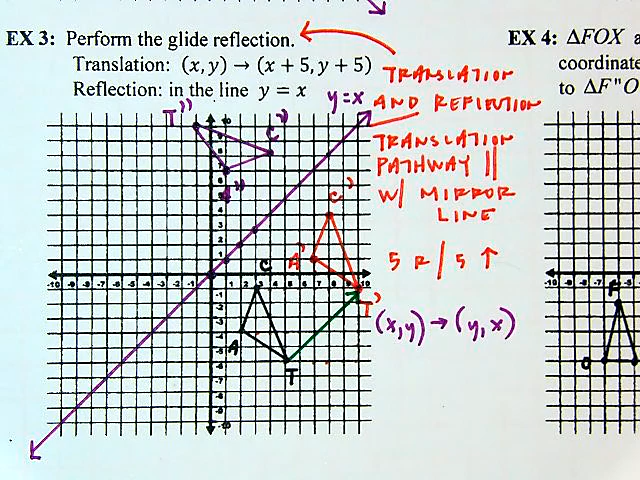 EX 3: Perform the glide reflection.
Translation: (x, y) → (x + 5, y + 5)
Reflection: in the line y = x
TRANSLATION
AND REFLECTION
TRANSLATION
PATHWAY ||
W/ MIRROR
LINE
5 R / 5 ↑
(x,y) → (y,x)
y=x
T"
C"
A"
C'
A'
T'
C
A
T
EX 4: ΔFOX a
coordinate
to ΔF"O
F
O